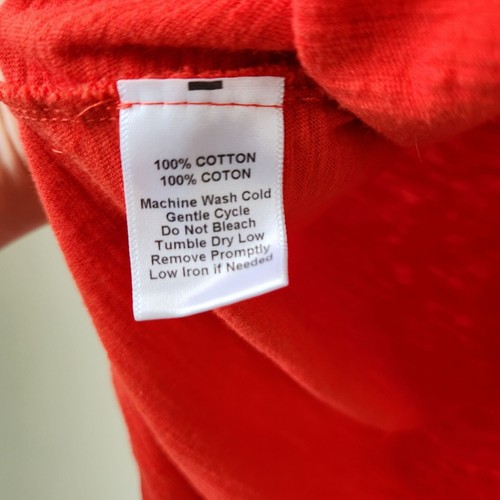 100% COTTON
100% COTON
Machine Wash Cold
Gentle Cycle
Do Not Bleach
Tumble Dry Low
Remove Promptly
Low Iron if Needed